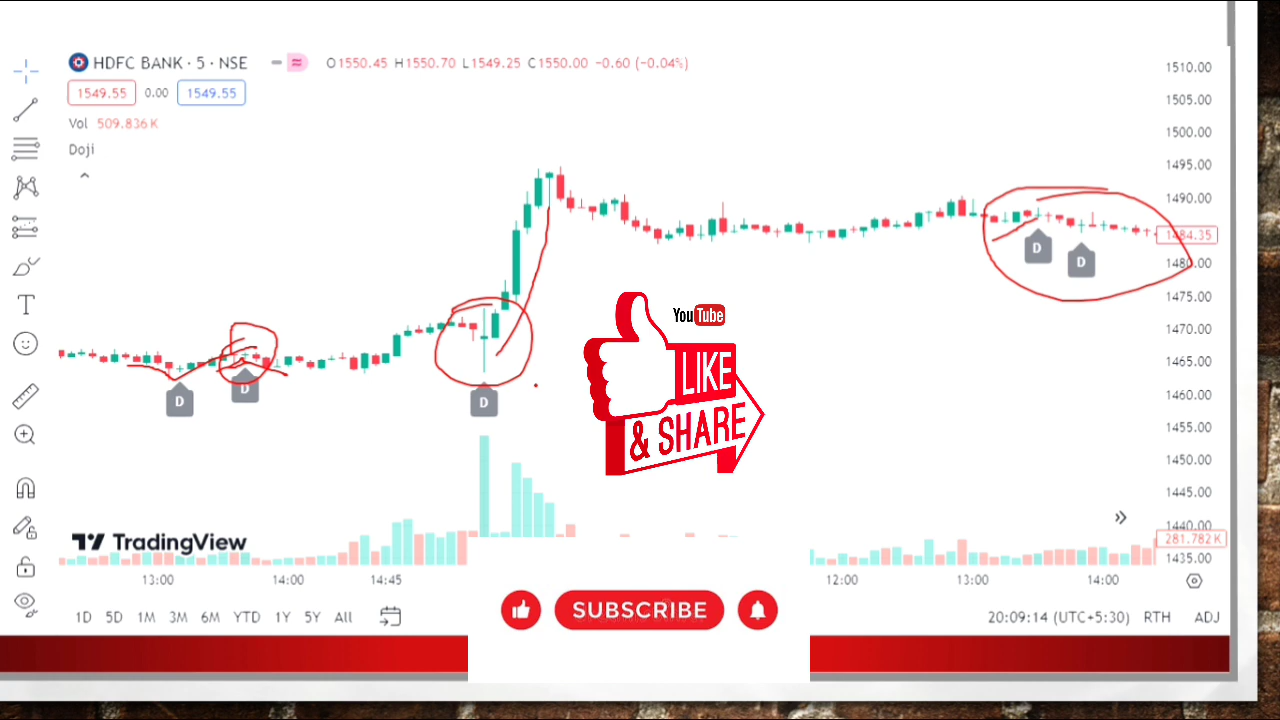 HDFC BANK · 5 · NSE
O1550.45 H1550.70 L1549.25 C1550.00 −0.60 (−0.04%)
1549.55 0.00 1549.55
Vol 509.836K
Doji
1510.00
1505.00
1500.00
1495.00
1490.00
1484.35
1480.00
1475.00
1470.00
1465.00
1460.00
1455.00
1450.00
1445.00
1440.00
281.782K
1435.00
D
D
D
D
D
YouTube
LIKE
& SHARE
TradingView
13:00 14:00 14:45 12:00 13:00 14:00
1D 5D 1M 3M 6M YTD 1Y 5Y All
SUBSCRIBE
20:09:14 (UTC+5:30) RTH ADJ